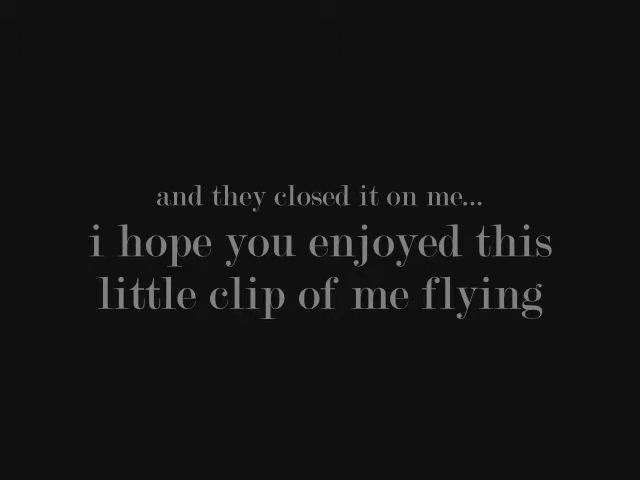 and they closed it on me...
i hope you enjoyed this
little clip of me flying